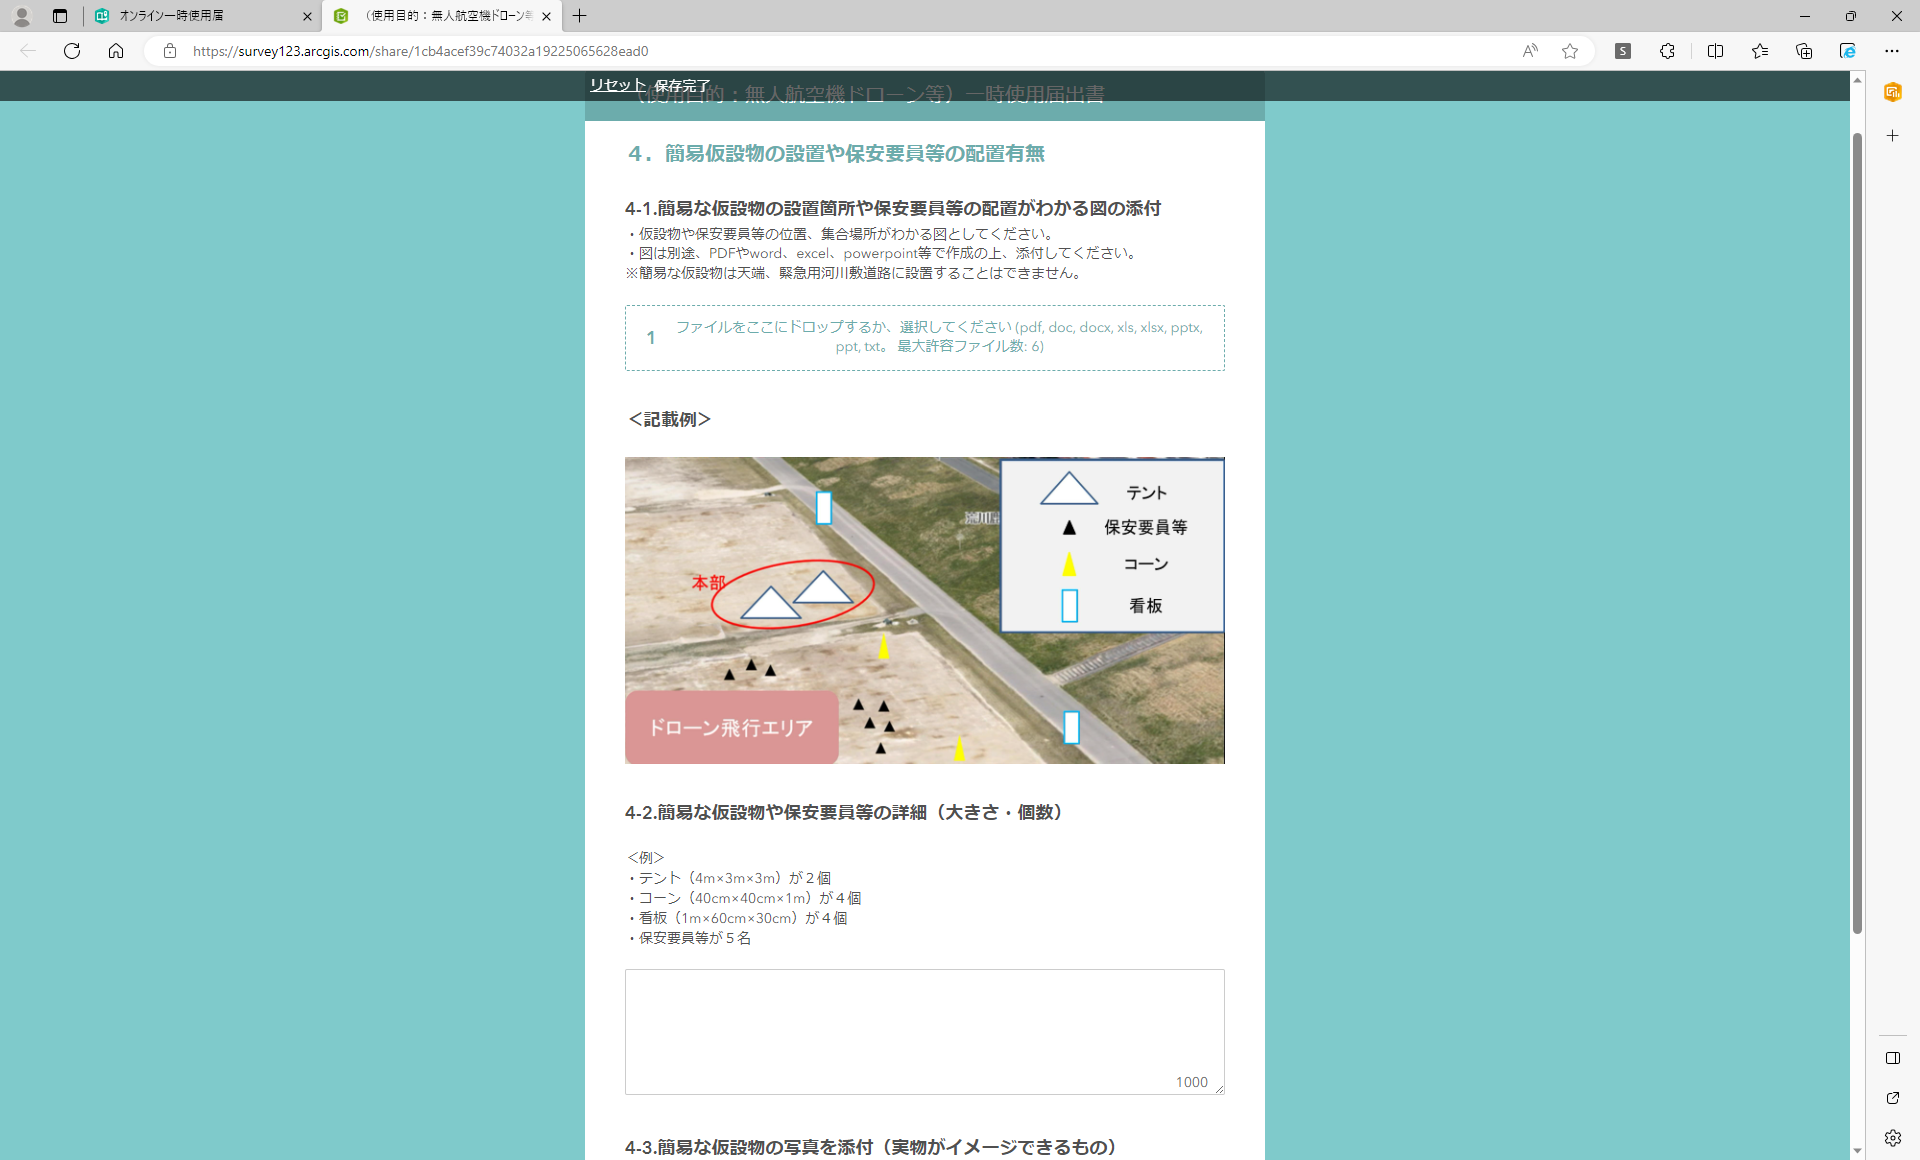 オンライン一時使用届
（使用目的：無人航空機ドローン等
https://survey123.arcgis.com/share/1cb4acef39c74032a19225065628ead0
リセット 保存完了
（使用目的：無人航空機ドローン等）一時使用届出書
4．簡易仮設物の設置や保安要員等の配置有無
4-1.簡易な仮設物の設置箇所や保安要員等の配置がわかる図の添付
・仮設物や保安要員等の位置、集合場所がわかる図としてください。
・図は別途、PDFやword、excel、powerpoint等で作成の上、添付してください。
※簡易な仮設物は天端、緊急用河川敷道路に設置することはできません。
1
ファイルをここにドロップするか、選択してください (pdf, doc, docx, xls, xlsx, pptx,
ppt, txt。 最大許容ファイル数: 6)
＜記載例＞
テント
保安要員等
コーン
看板
本部
ドローン飛行エリア
4-2.簡易な仮設物や保安要員等の詳細（大きさ・個数）
＜例＞
・テント（4m×3m×3m）が２個
・コーン（40cm×40cm×1m）が４個
・看板（1m×60cm×30cm）が４個
・保安要員等が５名
1000
4-3.簡易な仮設物の写真を添付（実物がイメージできるもの）